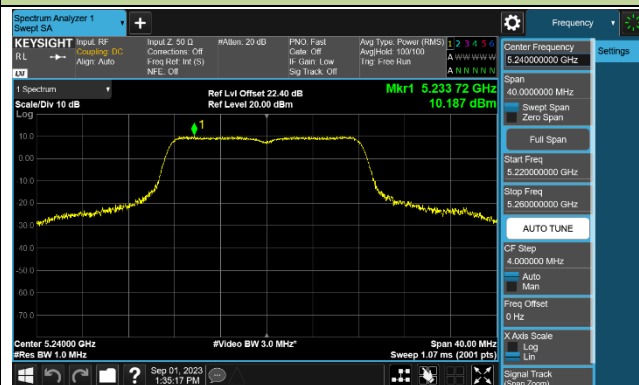 Spectrum Analyzer 1
Swept SA
Frequency
KEYSIGHT
RL
LXI
Input: RF
Coupling: DC
Align: Auto
Input Z: 50 Ω
Corrections: Off
Freq Ref: Int (S)
NFE: Off
#Atten: 20 dB
PNO: Fast
Gate: Off
IF Gain: Low
Sig Track: Off
Avg Type: Power (RMS)
Avg|Hold: 100/100
Trig: Free Run
1 2 3 4 5 6
A W W W W W
A N N N N N
1 Spectrum
Scale/Div 10 dB
Log
Ref Lvl Offset 22.40 dB
Ref Level 20.00 dBm
Mkr1 5.233 72 GHz
10.187 dBm
1
10.0
0.00
-10.0
-20.0
-30.0
-40.0
-50.0
-60.0
-70.0
Center 5.24000 GHz
#Res BW 1.0 MHz
#Video BW 3.0 MHz*
Span 40.00 MHz
Sweep 1.07 ms (2001 pts)
Sep 01, 2023
1:35:17 PM
Center Frequency
5.240000000 GHz
Settings
Span
40.0000000 MHz
Swept Span
Zero Span
Full Span
Start Freq
5.220000000 GHz
Stop Freq
5.260000000 GHz
AUTO TUNE
CF Step
4.000000 MHz
Auto
Man
Freq Offset
0 Hz
X Axis Scale
Log
Lin
Signal Track
(Span Zoom)